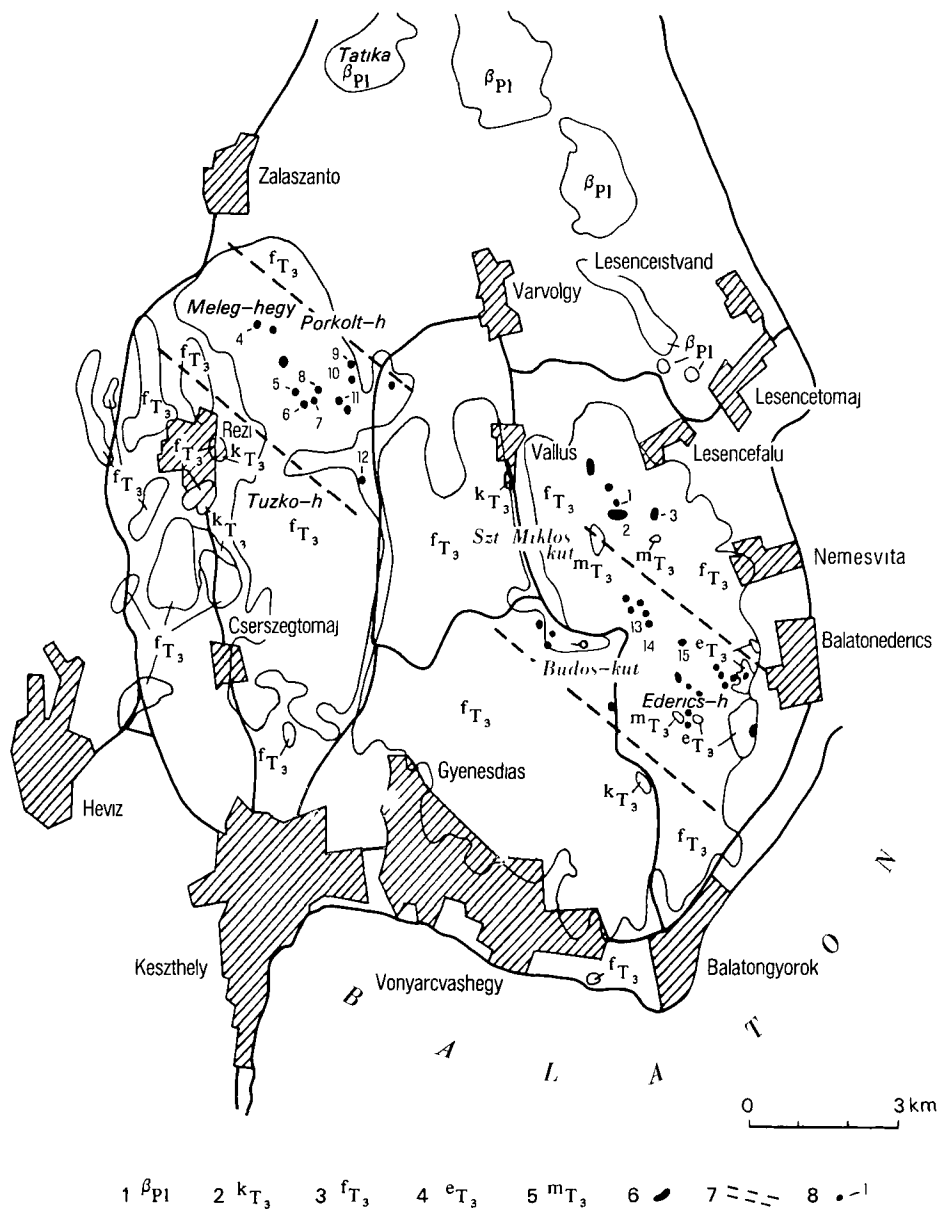 Tatika
βPl
βPl
βPl
Zalaszanto
fT3
Lesenceistvand
Varvolgy
Meleg-hegy
Porkolt-h
βPl
4
9
10
fT3
8
5
11
6
7
Lesencetomaj
fT3
Rezi
fT3
kT3
12
Vallus
Lesencefalu
fT3
Tuzko-h
kT3
fT3
1
2
3
kT3
fT3
fT3
Szt Miklos
kut
mT3
mT3
fT3
Nemesvita
Cserszegtomaj
fT3
13
14
15
eT3
Balatonederics
Budos-kut
Ederics-h
mT3
eT3
fT3
fT3
Gyenesdias
kT3
Heviz
fT3
Keszthely
Vonyarcvashegy
fT3
Balatongyorok
BALATON
0 3 km
1 βPl 2 kT3 3 fT3 4 eT3 5 mT3 6 7 8 1